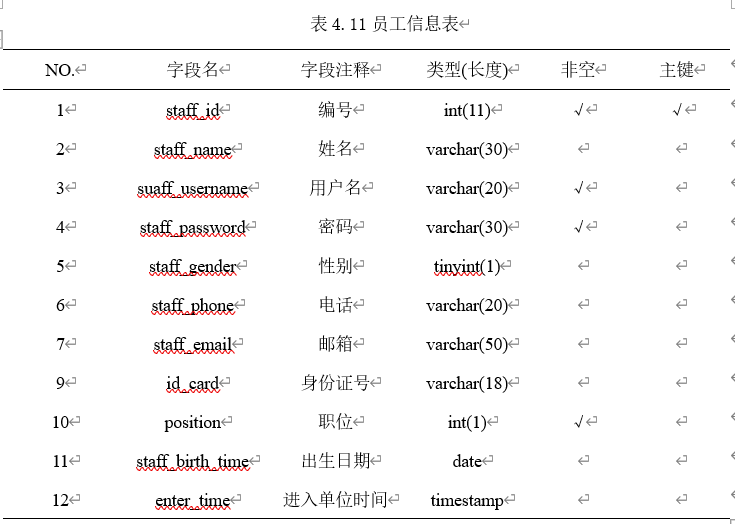 表 4.11 员工信息表
NO. 字段名 字段注释 类型(长度) 非空 主键
1 staff_id 编号 int(11) √ √
2 staff_name 姓名 varchar(30)
3 suaff_username 用户名 varchar(20) √
4 staff_password 密码 varchar(30) √
5 staff_gender 性别 tinyint(1)
6 staff_phone 电话 varchar(20)
7 staff_email 邮箱 varchar(50)
9 id_card 身份证号 varchar(18)
10 position 职位 int(1) √
11 staff_birth_time 出生日期 date
12 enter_time 进入单位时间 timestamp